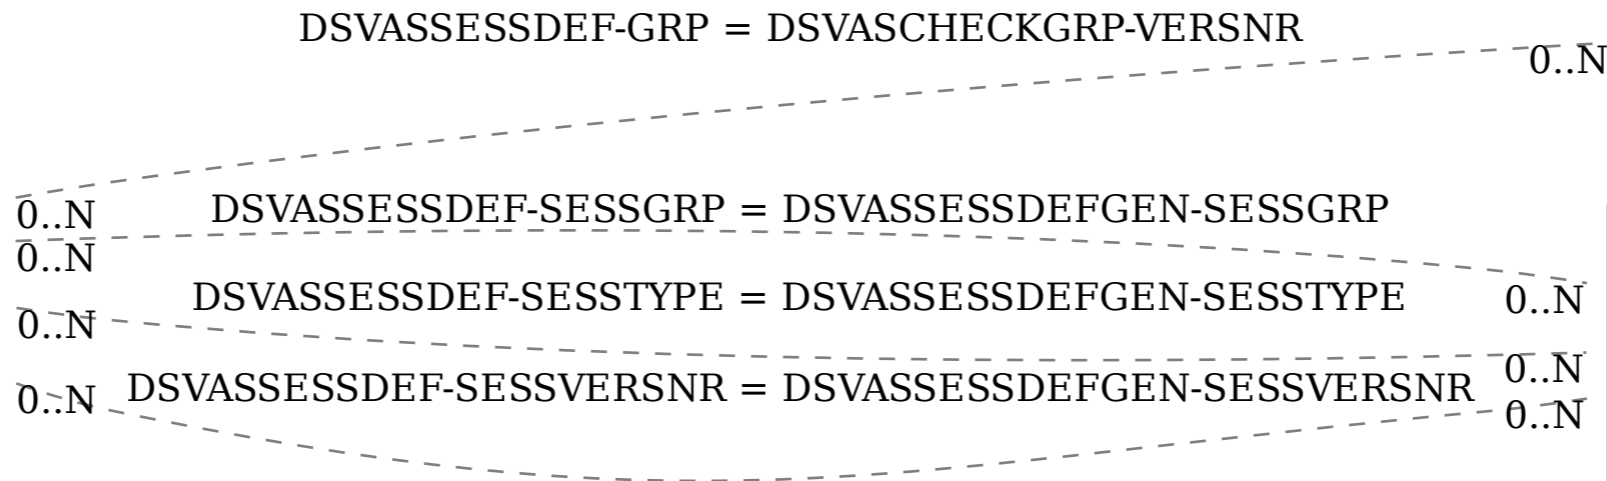 DSVASSESSDEF-GRP = DSVASCHECKGRP-VERSNR
0..N
0..N
DSVASSESSDEF-SESSGRP = DSVASSESSDEFGEN-SESSGRP
0..N
DSVASSESSDEF-SESSTYPE = DSVASSESSDEFGEN-SESSTYPE
0..N
0..N
0..N
0..N
DSVASSESSDEF-SESSVERSNR = DSVASSESSDEFGEN-SESSVERSNR
0..N